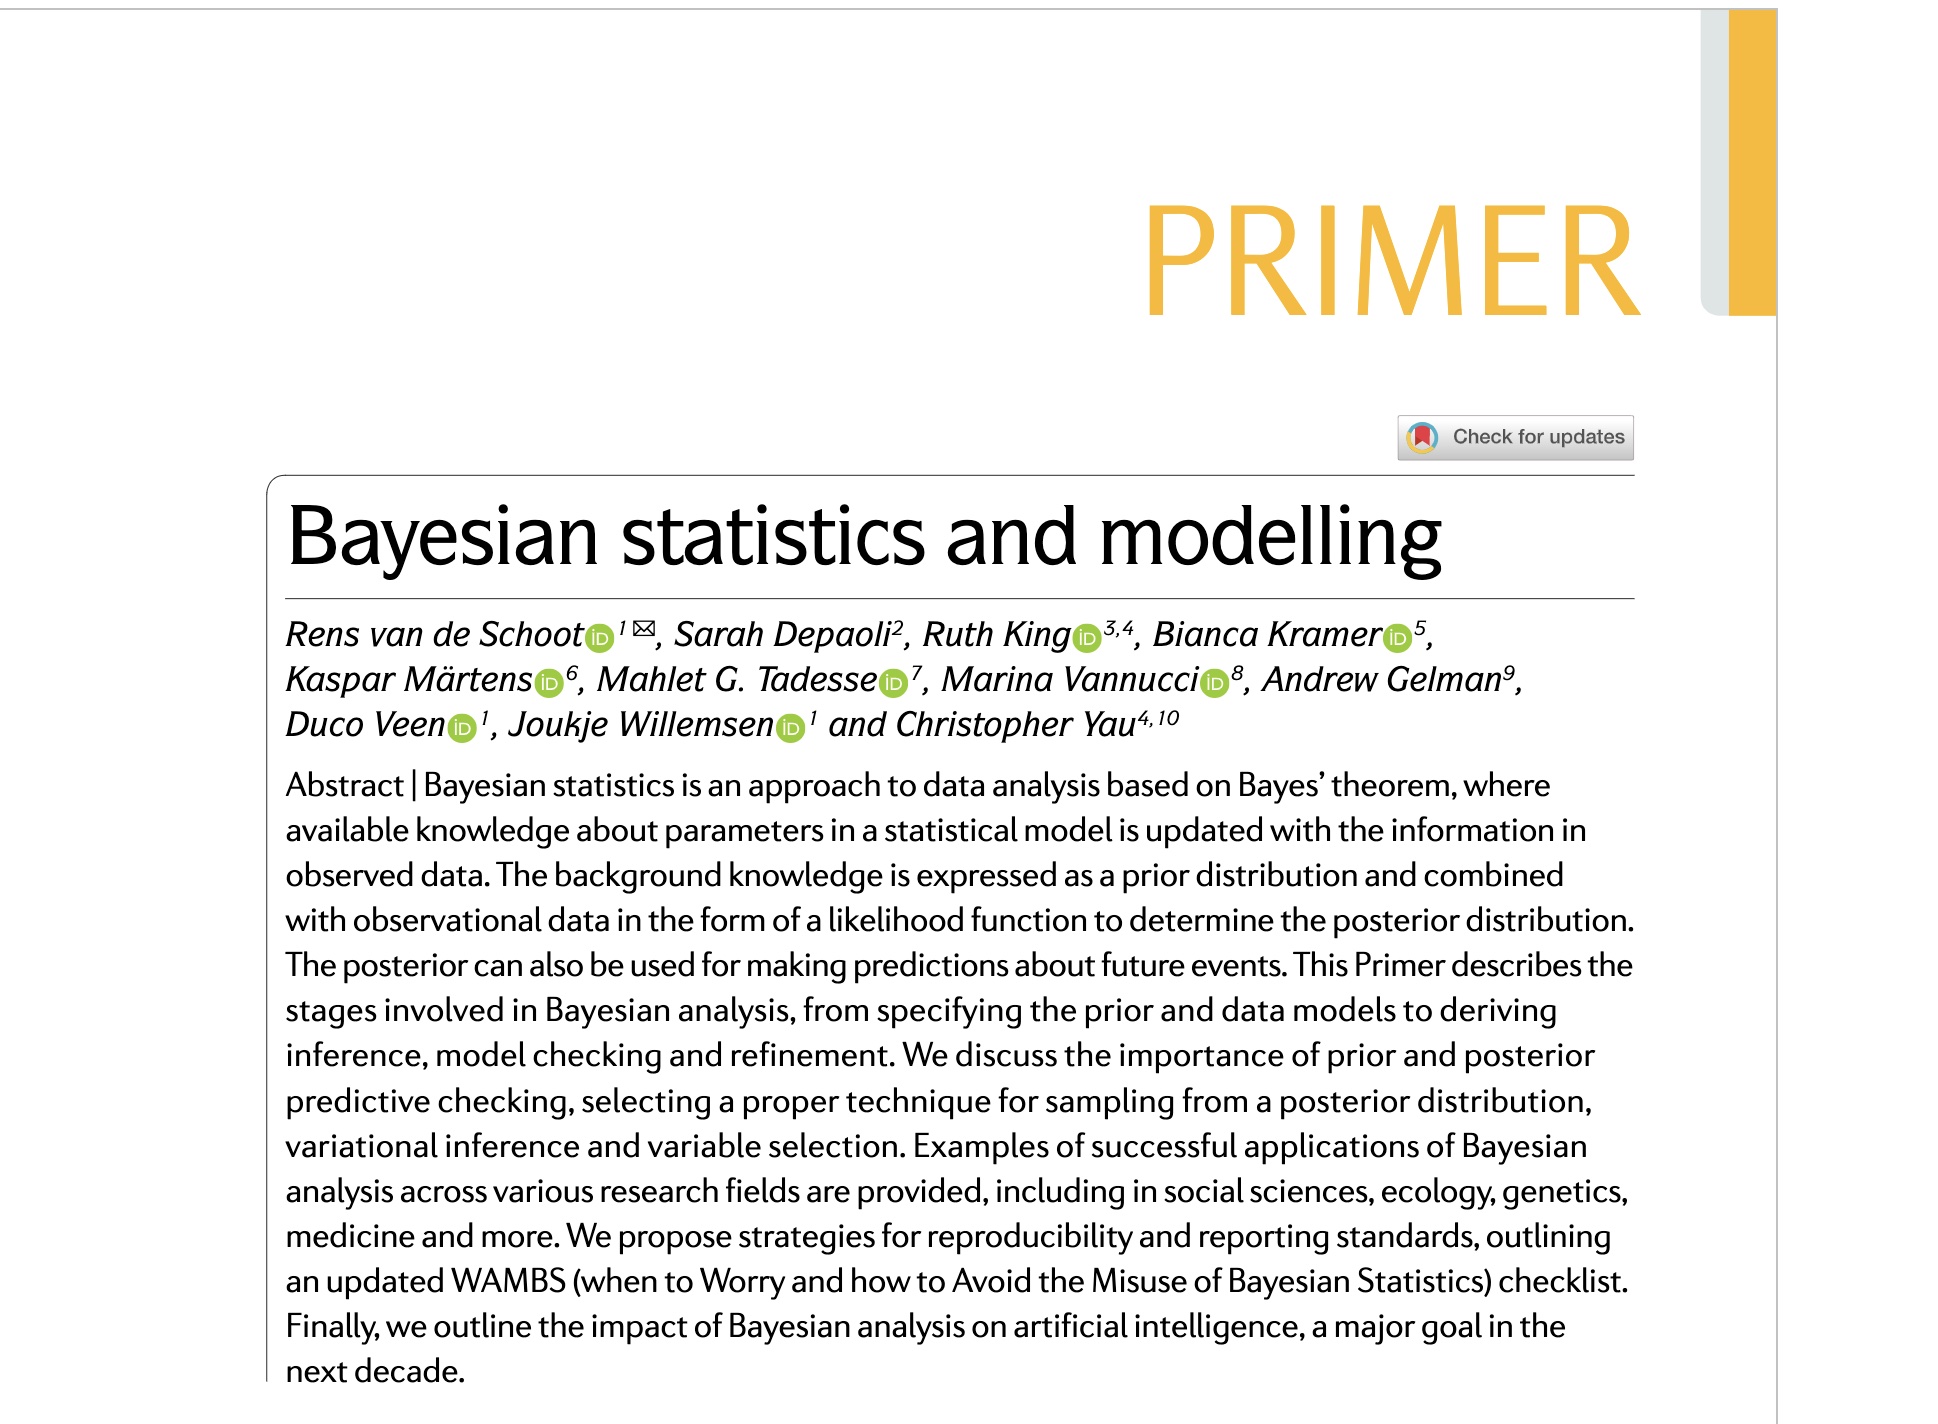 PRIMER
Check for updates
Bayesian statistics and modelling
Rens van de Schoot iD 1 ✉, Sarah Depaoli2, Ruth King iD 3,4, Bianca Kramer iD 5,
Kaspar Märtens iD 6, Mahlet G. Tadesse iD 7, Marina Vannucci iD 8, Andrew Gelman9,
Duco Veen iD 1, Joukje Willemsen iD 1 and Christopher Yau4,10
Abstract | Bayesian statistics is an approach to data analysis based on Bayes’ theorem, where
available knowledge about parameters in a statistical model is updated with the information in
observed data. The background knowledge is expressed as a prior distribution and combined
with observational data in the form of a likelihood function to determine the posterior distribution.
The posterior can also be used for making predictions about future events. This Primer describes the
stages involved in Bayesian analysis, from specifying the prior and data models to deriving
inference, model checking and refinement. We discuss the importance of prior and posterior
predictive checking, selecting a proper technique for sampling from a posterior distribution,
variational inference and variable selection. Examples of successful applications of Bayesian
analysis across various research fields are provided, including in social sciences, ecology, genetics,
medicine and more. We propose strategies for reproducibility and reporting standards, outlining
an updated WAMBS (when to Worry and how to Avoid the Misuse of Bayesian Statistics) checklist.
Finally, we outline the impact of Bayesian analysis on artificial intelligence, a major goal in the
next decade.